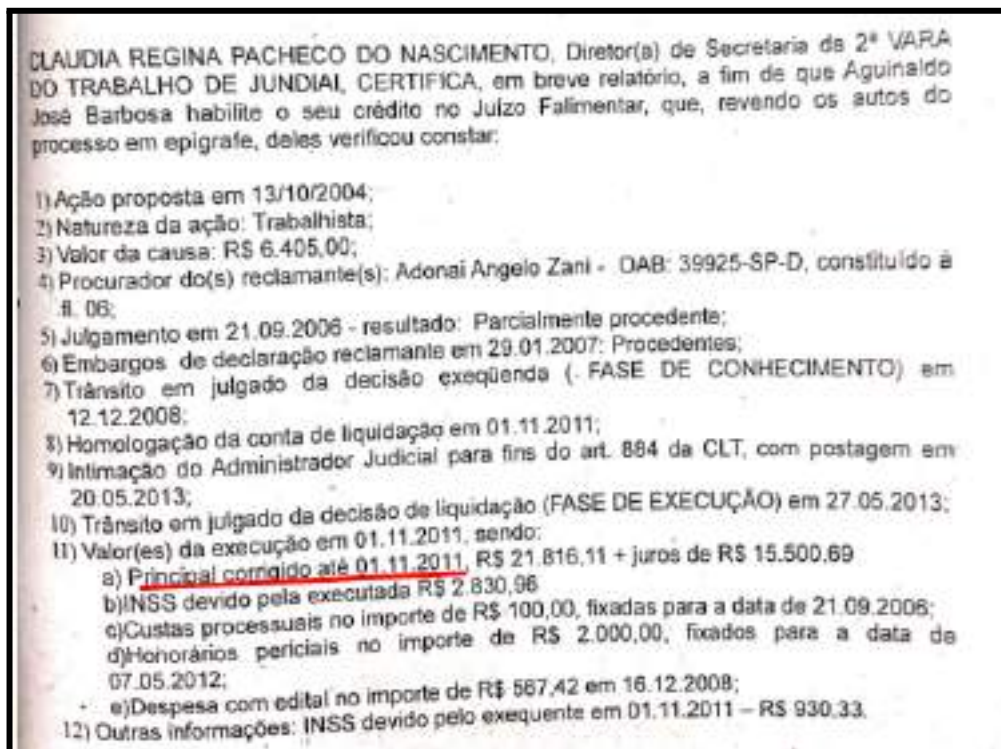 CLAUDIA REGINA PACHECO DO NASCIMENTO, Diretor(a) de Secretaria da 2ª VARA
DO TRABALHO DE JUNDIAI, CERTIFICA, em breve relatório, a fim de que Aguinaldo
José Barbosa habilite o seu crédito no Juízo Falimentar, que, revendo os autos do
processo em epigrafe, deles verificou constar:
1) Ação proposta em 13/10/2004;
2) Natureza da ação: Trabalhista;
3) Valor da causa: R$ 6.405,00;
4) Procurador do(s) reclamante(s): Adonai Angelo Zani - OAB: 39925-SP-D, constituído à
fl. 06;
5) Julgamento em 21.09.2006 - resultado: Parcialmente procedente;
6) Embargos de declaração reclamante em 29.01.2007: Procedentes;
7) Trânsito em julgado da decisão exeqüenda (. FASE DE CONHECIMENTO) em
12.12.2008;
8) Homologação da conta de liquidação em 01.11.2011;
9) Intimação do Administrador Judicial para fins do art. 884 da CLT, com postagem em
20.05.2013;
10) Trânsito em julgado da decisão de liquidação (FASE DE EXECUÇÃO) em 27.05.2013;
11) Valor(es) da execução em 01.11.2011, sendo:
a) Principal corrigido até 01.11.2011, R$ 21.816,11 + juros de R$ 15.500,69
b)INSS devido pela executada R$ 2.830,96
c)Custas processuais no importe de R$ 100,00, fixadas para a data de 21.09.2006;
d)Honorários periciais no importe de R$ 2.000,00, fixados para a data de
07.05.2012;
e)Despesa com edital no importe de R$ 567,42 em 16.12.2008;
12) Outras informações: INSS devido pelo exequente em 01.11.2011 – R$ 930,33.